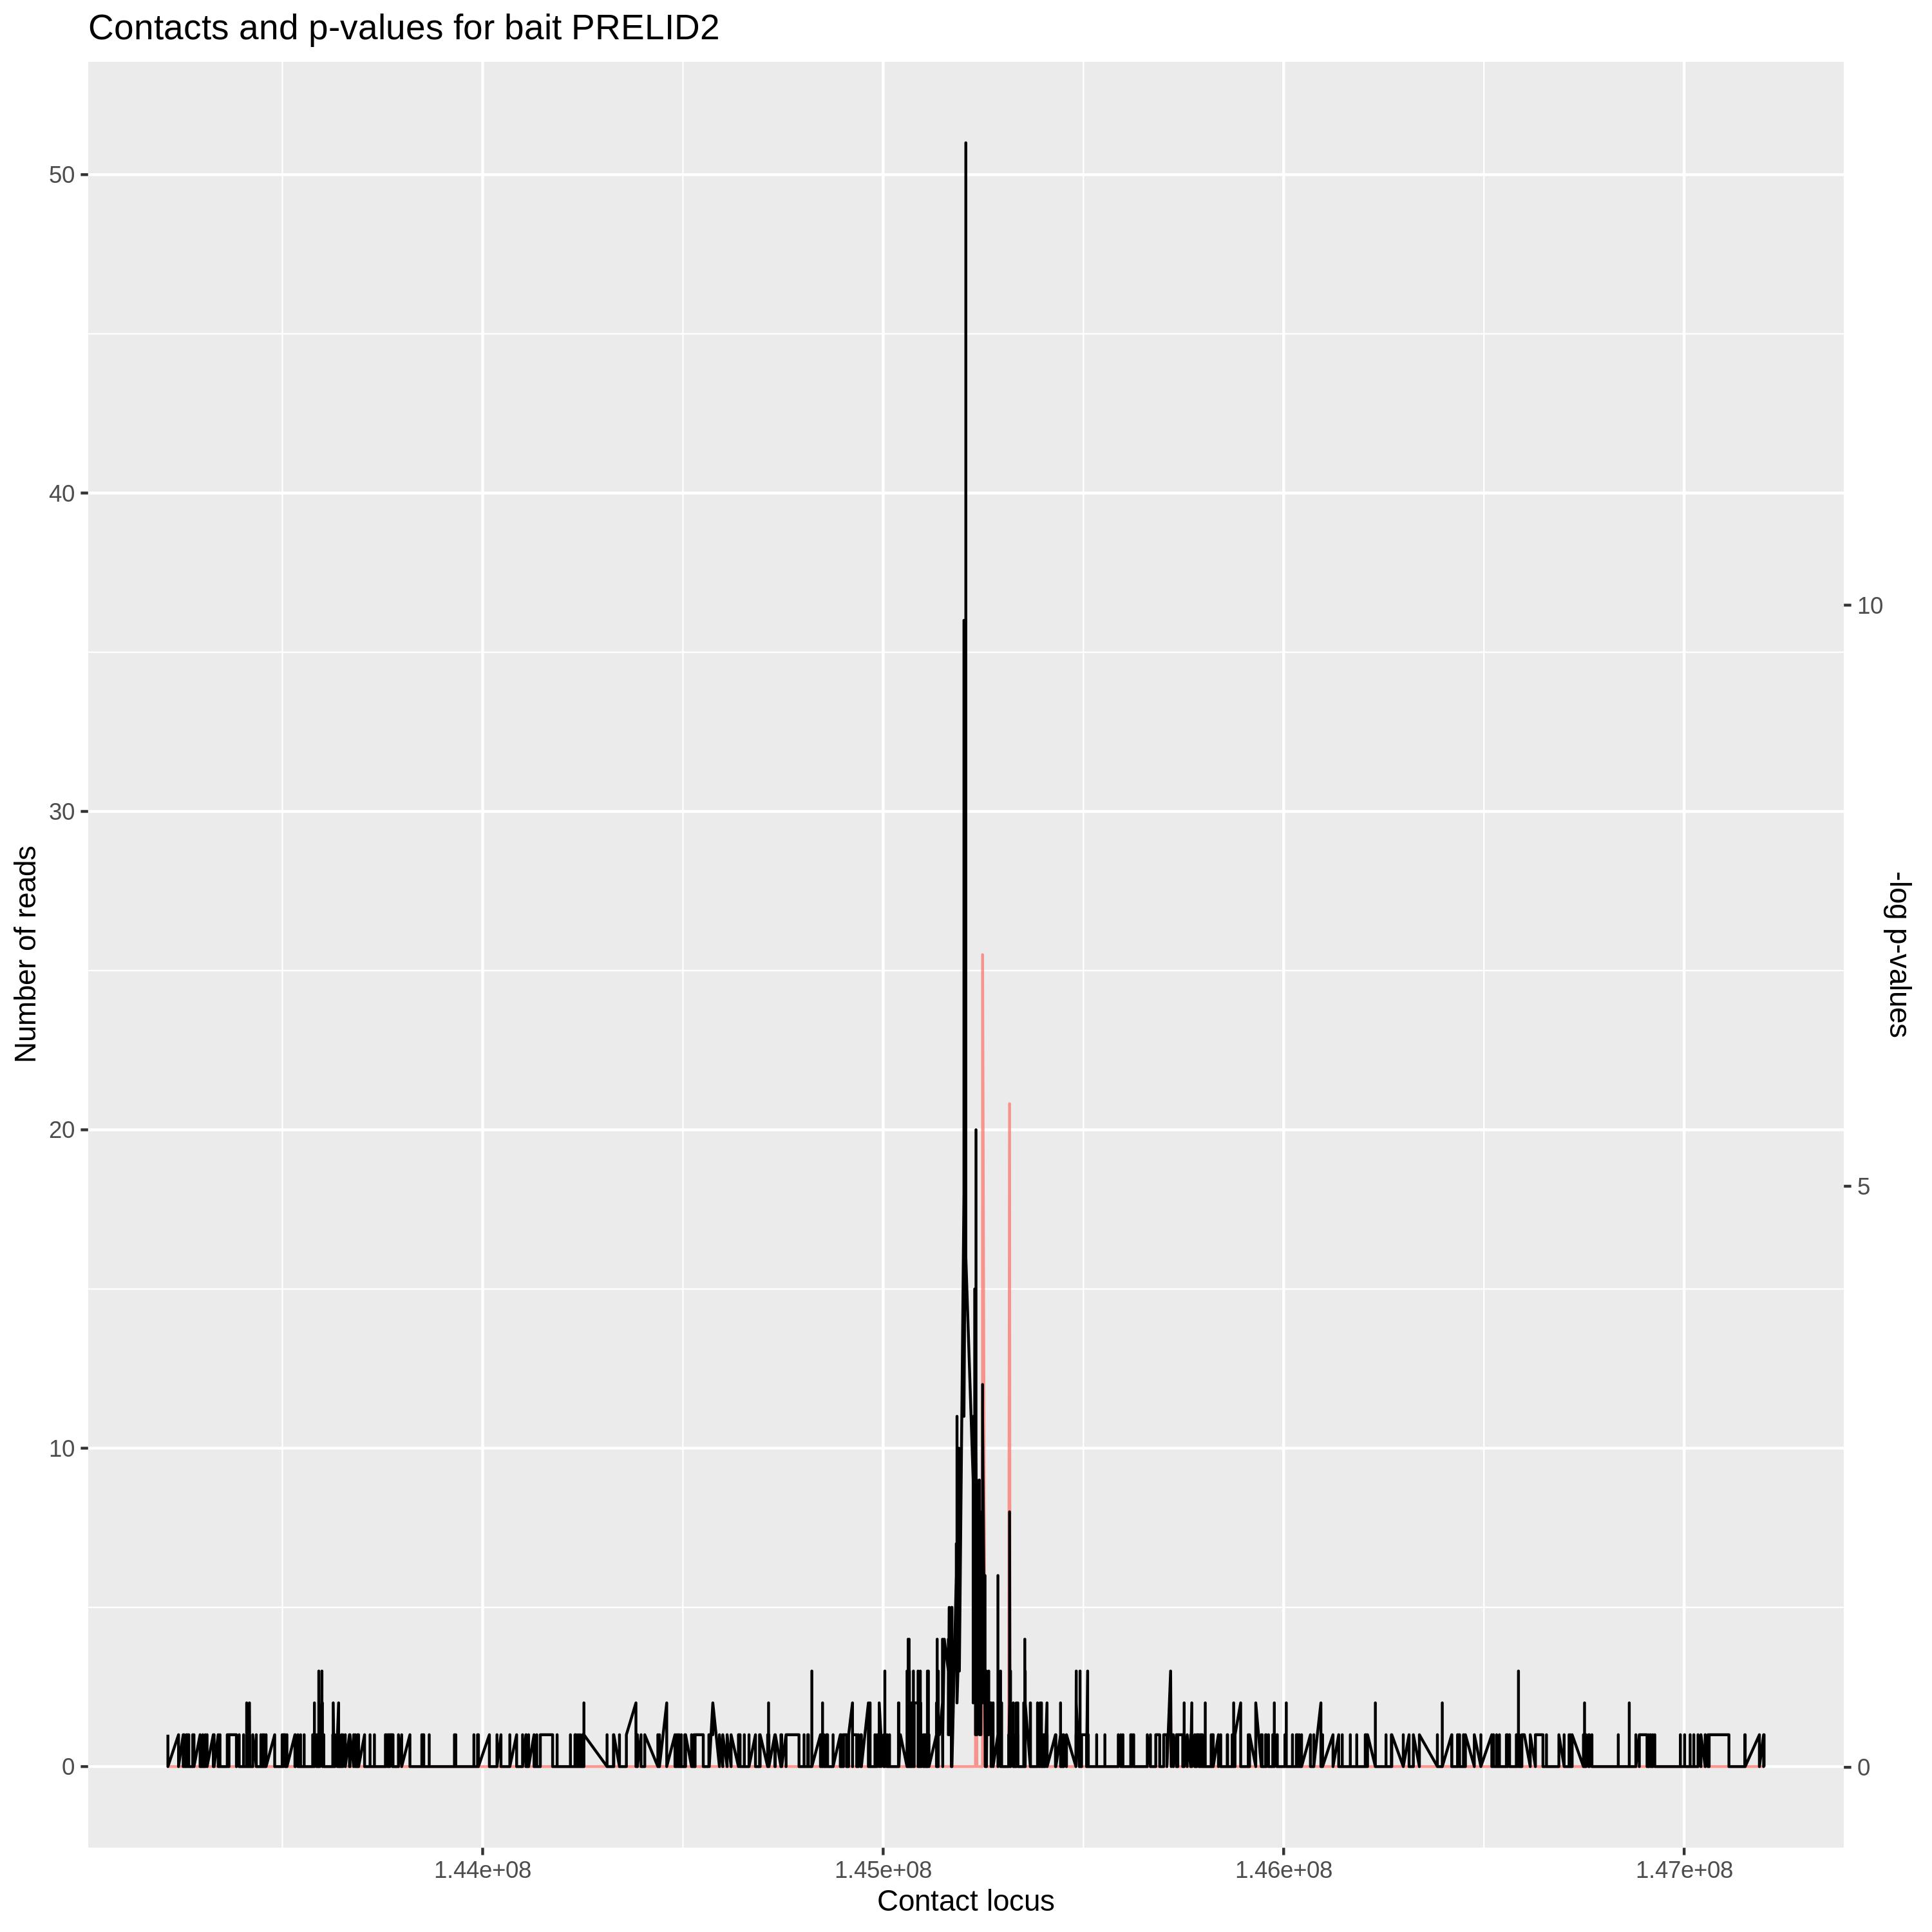 Contacts and p-values for bait PRELID2
50
40
30
20
10
0
Number of reads
10
5
0
-log p-values
1.44e+08
1.45e+08
1.46e+08
1.47e+08
Contact locus